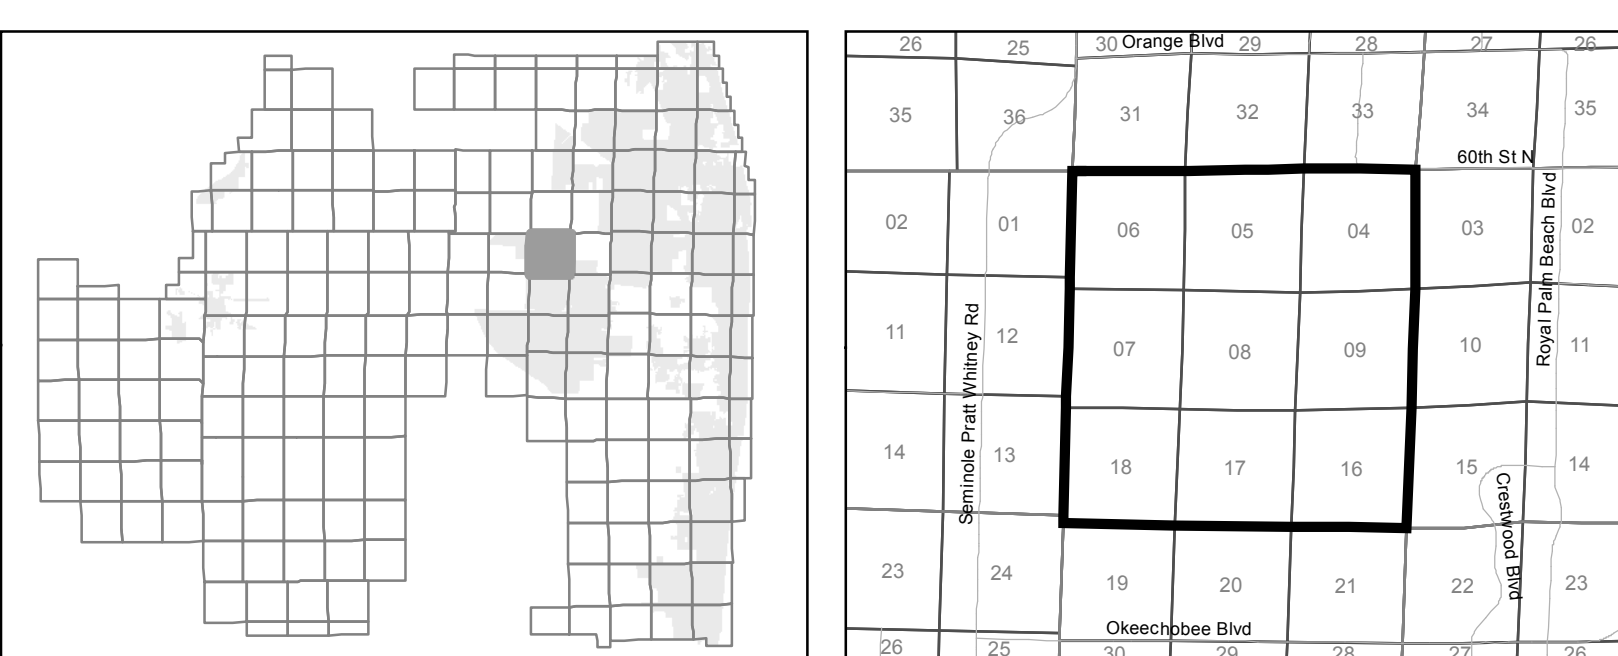 26 25 30 Orange Blvd 29 28 27 26
35 36 31 32 33 34 35
60th St N
02 01 06 05 04 03 02
Royal Palm Beach Blvd
11 12 07 08 09 10 11
Seminole Pratt Whitney Rd
14 13 18 17 16 15 14
Crestwood Blvd
23 24 19 20 21 22 23
Okeechobee Blvd
26 25 30 29 28 27 26